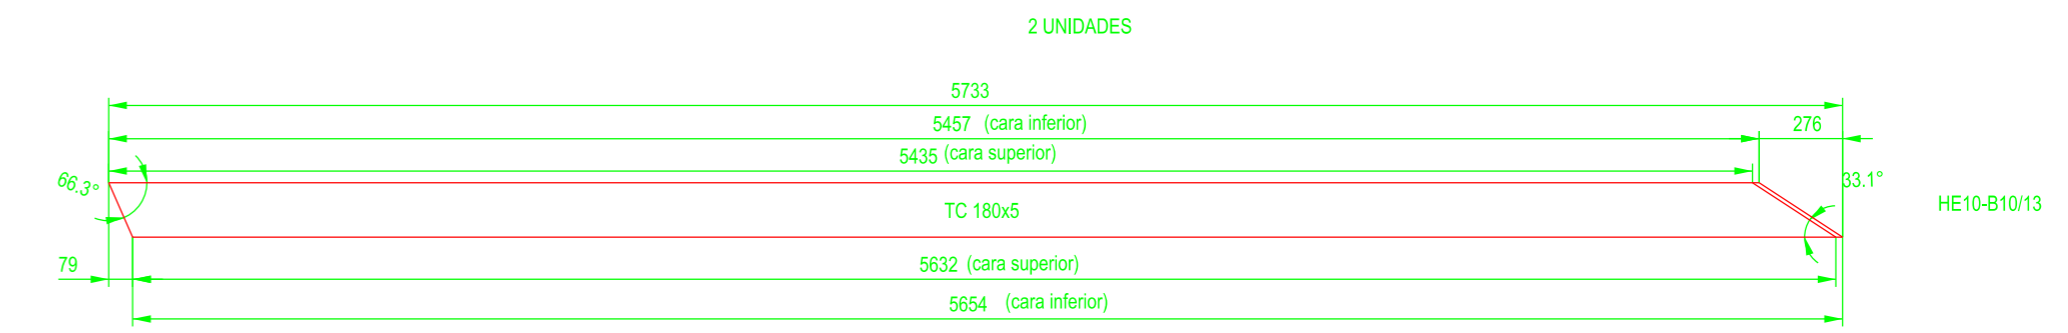 2 UNIDADES
5733
5457 (cara inferior)
276
5435 (cara superior)
66.3°
33.1°
TC 180x5
HE10-B10/13
79
5632 (cara superior)
5654 (cara inferior)